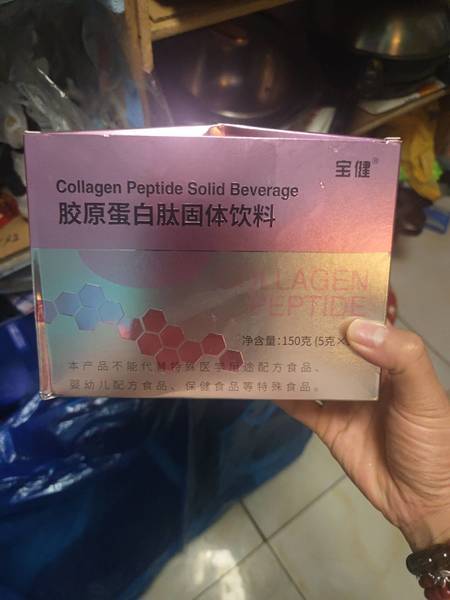 宝健®
Collagen Peptide Solid Beverage
胶原蛋白肽固体饮料
COLLAGEN
PEPTIDE
净含量:150克 (5克×
本产品不能代替特殊医学用途配方食品、
婴幼儿配方食品、保健食品等特殊食品。